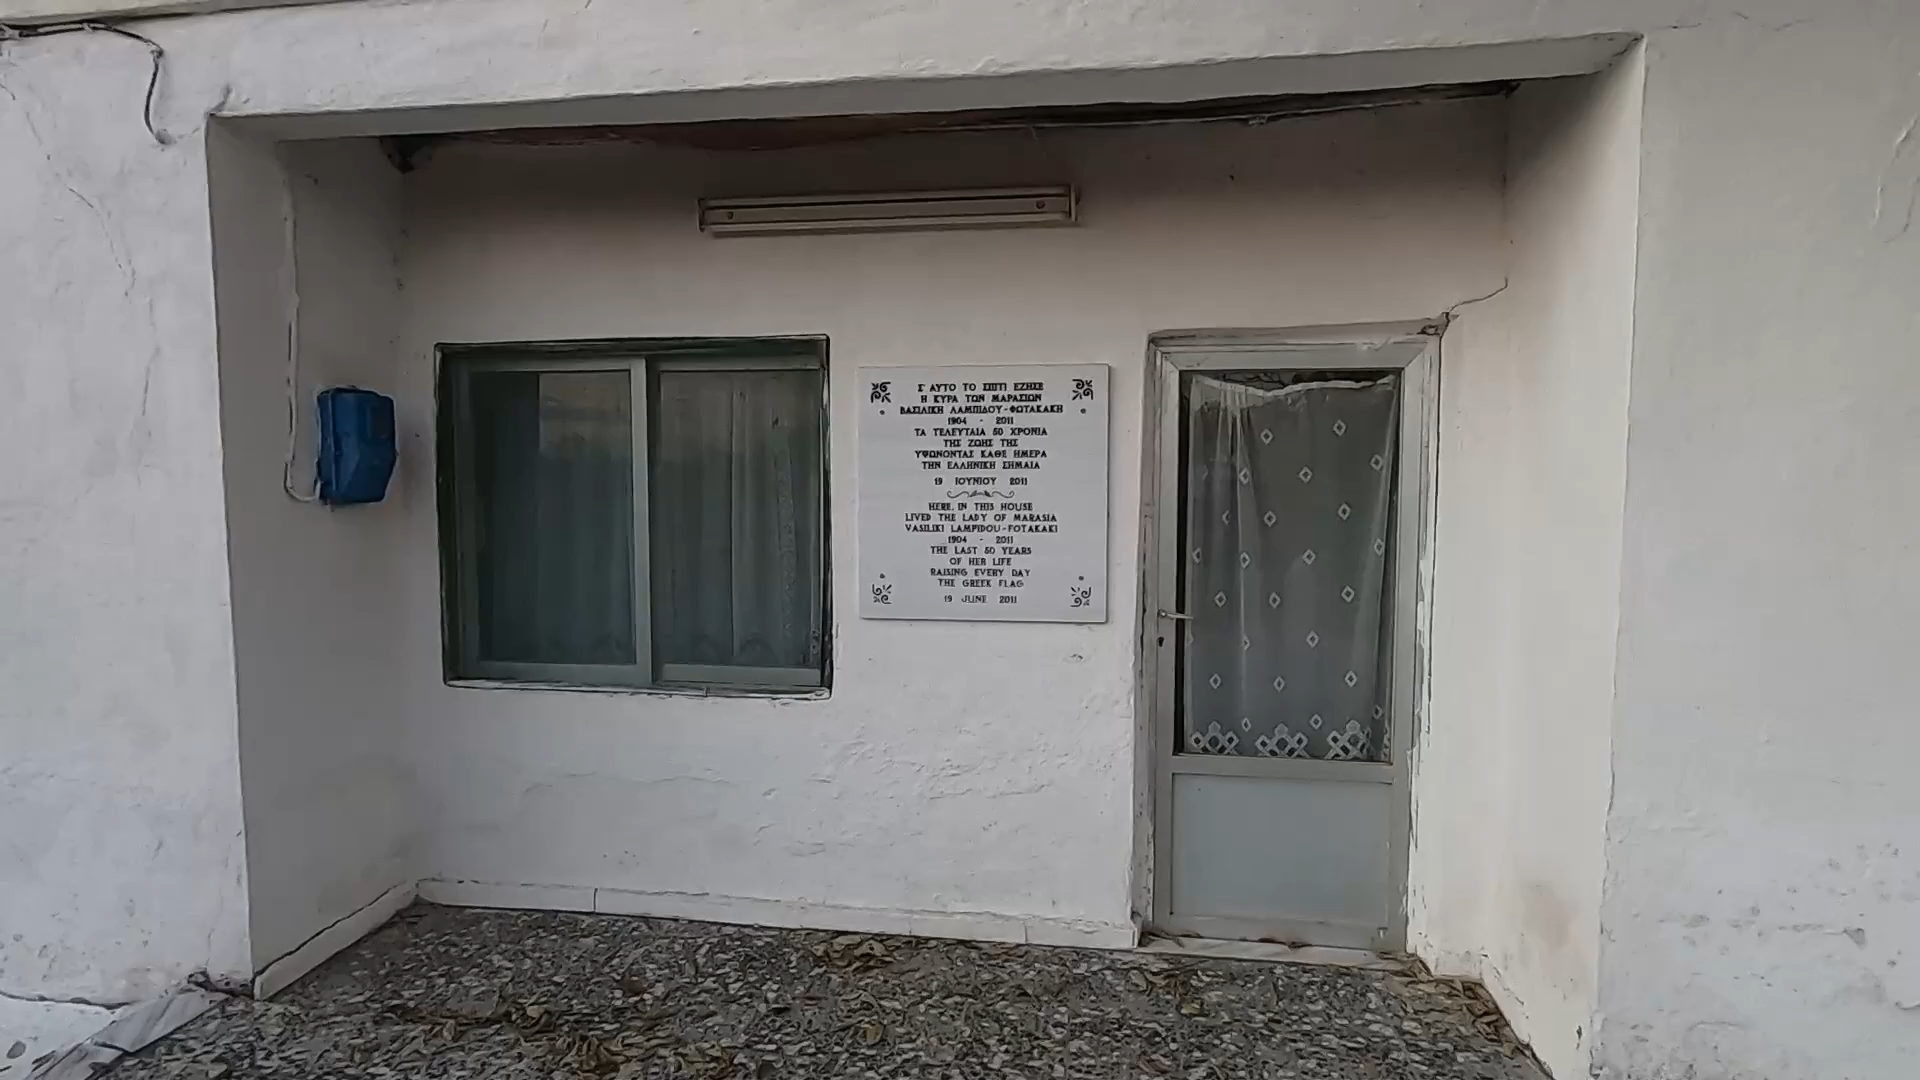 Σ' ΑΥΤΟ ΤΟ ΣΠΙΤΙ ΕΖΗΣΕ
Η ΚΥΡΑ ΤΩΝ ΜΑΡΑΣΙΩΝ
ΒΑΣΙΛΙΚΗ ΛΑΜΠΙΔΟΥ-ΦΩΤΑΚΑΚΗ
1904 - 2011
ΤΑ ΤΕΛΕΥΤΑΙΑ 50 ΧΡΟΝΙΑ
ΤΗΣ ΖΩΗΣ ΤΗΣ
ΥΨΩΝΟΝΤΑΣ ΚΑΘΕ ΗΜΕΡΑ
ΤΗΝ ΕΛΛΗΝΙΚΗ ΣΗΜΑΙΑ
19 ΙΟΥΝΙΟΥ 2011
HERE, IN THIS HOUSE
LIVED THE LADY OF MARASIA
VASILIKI LAMPIDOU-FOTAKAKI
1904 - 2011
THE LAST 50 YEARS
OF HER LIFE
RAISING EVERY DAY
THE GREEK FLAG
19 JUNE 2011